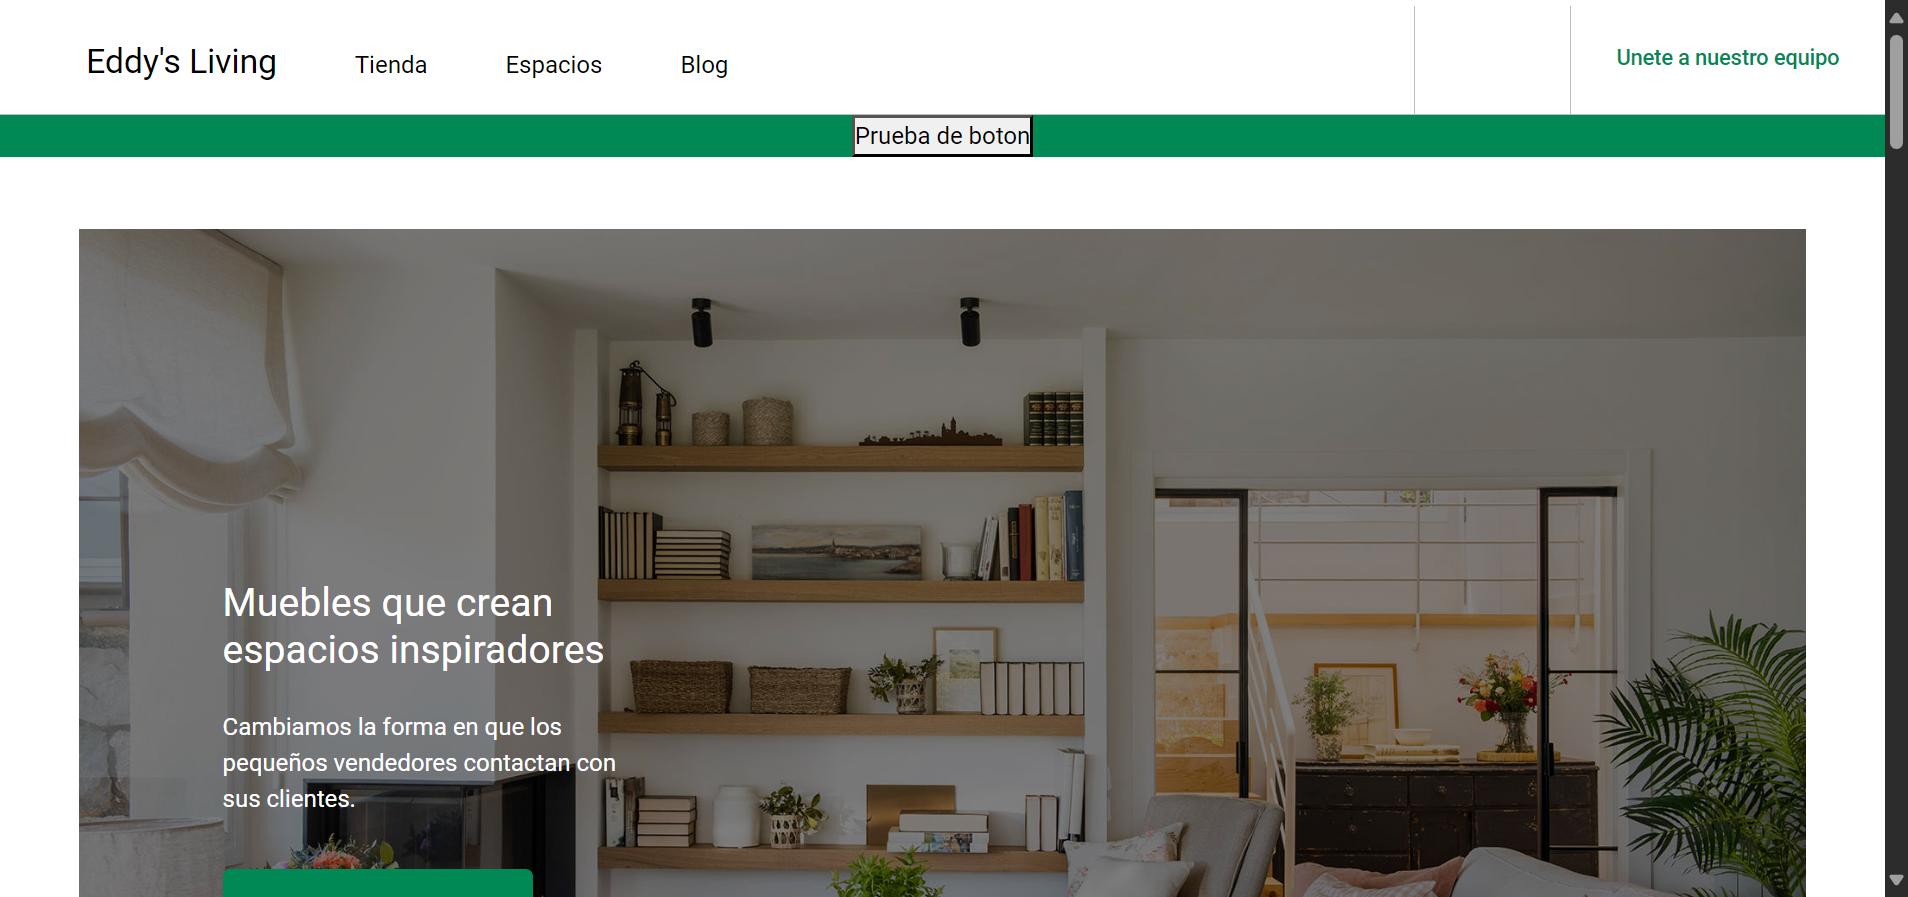 Eddy's Living
Tienda
Espacios
Blog
Unete a nuestro equipo
Prueba de boton
Muebles que crean
espacios inspiradores
Cambiamos la forma en que los
pequeños vendedores contactan con
sus clientes.